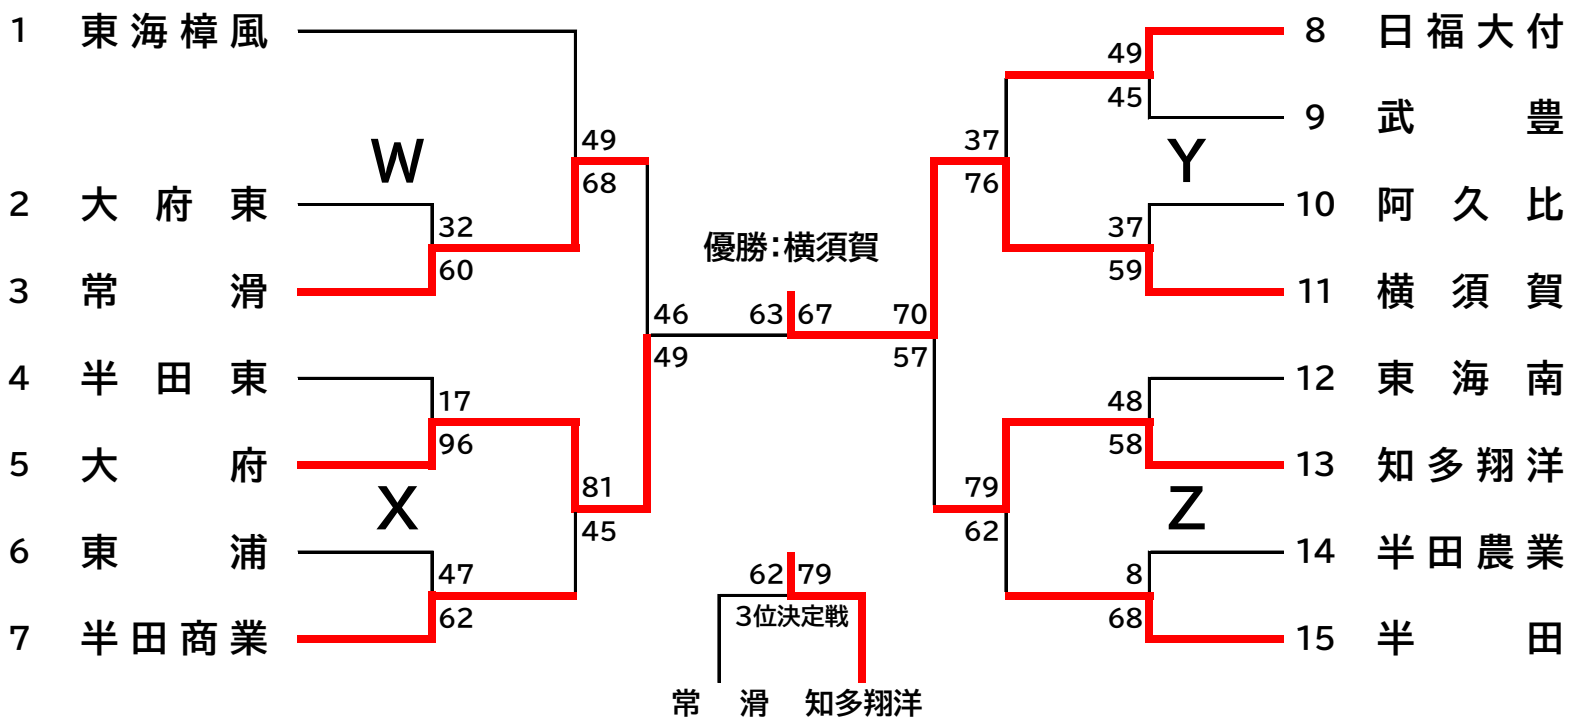 1 東海樟風
49
8 日福大付
45
9 武豊
W
49
68
37
76
Y
2 大府東
32
60
3 常滑
優勝:横須賀
37
59
10 阿久比
11 横須賀
46
49
63 67
70
57
4 半田東
17
96
5 大府
48
58
12 東海南
13 知多翔洋
X
81
45
79
62
Z
6 東浦
47
62
7 半田商業
62 79
3位決定戦
常滑 知多翔洋
8
68
14 半田農業
15 半田